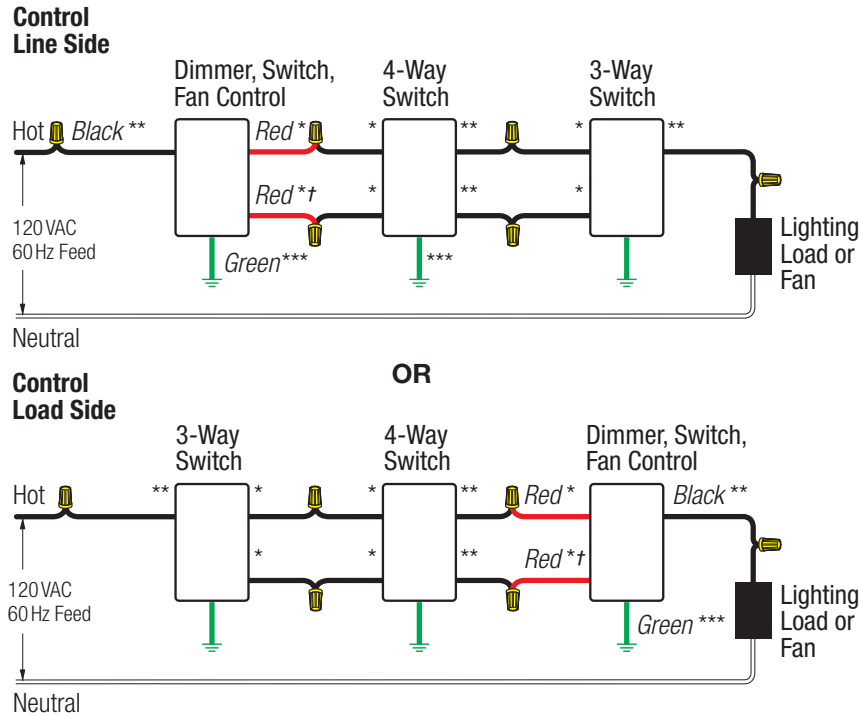 Control
Line Side
Dimmer, Switch,
Fan Control
4-Way
Switch
3-Way
Switch
Hot Black ** Red * * ** * **
Red *† * ** *
120 VAC
60 Hz Feed
Green*** ***
Lighting
Load or
Fan
Neutral
OR
Control
Load Side
3-Way
Switch
4-Way
Switch
Dimmer, Switch,
Fan Control
Hot ** * * ** Red * Black **
* * ** Red *†
120 VAC
60 Hz Feed
Green ***
Lighting
Load or
Fan
Neutral